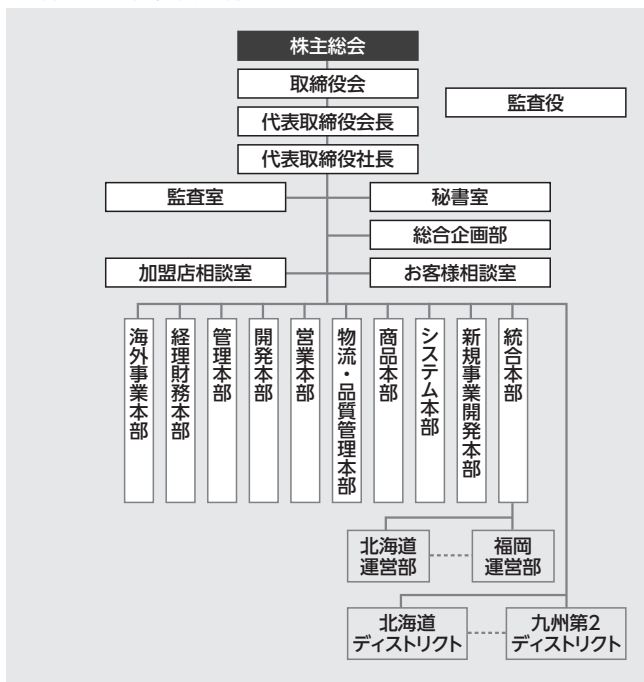 株主総会
取締役会
監査役
代表取締役会長
代表取締役社長
監査室
秘書室
総合企画部
加盟店相談室
お客様相談室
海外事業本部
経理財務本部
管理本部
開発本部
営業本部
物流・品質管理本部
商品本部
システム本部
新規事業開発本部
統合本部
北海道
運営部
福岡
運営部
北海道
ディストリクト
九州第2
ディストリクト